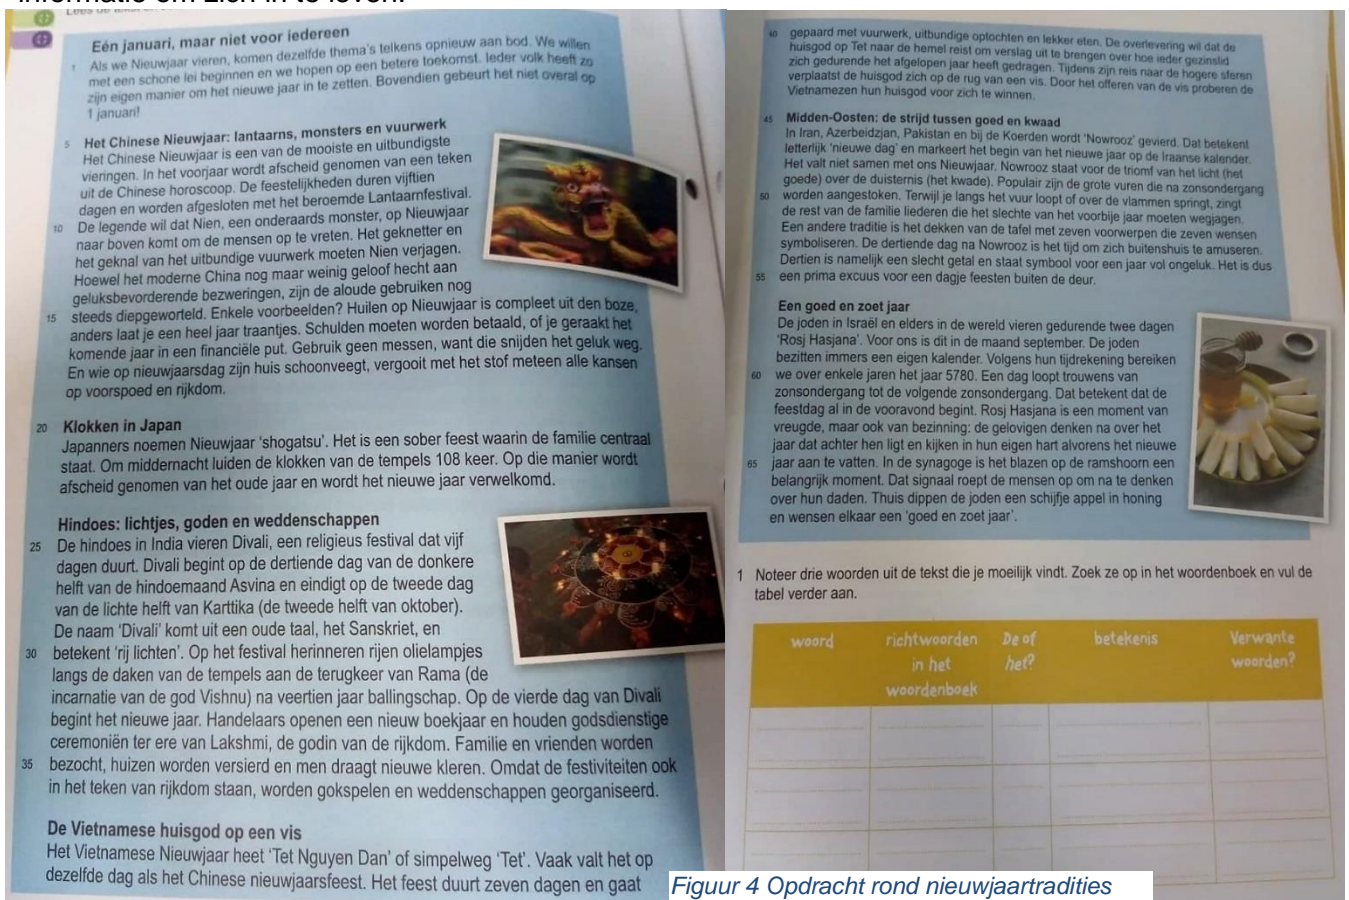 informatie om zich in te leven.
Lees de tekst
Eén januari, maar niet voor iedereen
1 Als we Nieuwjaar vieren, komen dezelfde thema's telkens opnieuw aan bod. We willen
met een schone lei beginnen en we hopen op een betere toekomst. Ieder volk heeft zo
zijn eigen manier om het nieuwe jaar in te zetten. Bovendien gebeurt het niet overal op
1 januari!
5 Het Chinese Nieuwjaar: lantaarns, monsters en vuurwerk
Het Chinese Nieuwjaar is een van de mooiste en uitbundigste
vieringen. In het voorjaar wordt afscheid genomen van een teken
uit de Chinese horoscoop. De feestelijkheden duren vijftien
dagen en worden afgesloten met het beroemde Lantaarnfestival.
10 De legende wil dat Nien, een onderaards monster, op Nieuwjaar
naar boven komt om de mensen op te vreten. Het geknetter en
het geknal van het uitbundige vuurwerk moeten Nien verjagen.
Hoewel het moderne China nog maar weinig geloof hecht aan
geluksbevorderende bezweringen, zijn de aloude gebruiken nog
15 steeds diepgeworteld. Enkele voorbeelden? Huilen op Nieuwjaar is compleet uit den boze,
anders laat je een heel jaar traantjes. Schulden moeten worden betaald, of je geraakt het
komende jaar in een financiële put. Gebruik geen messen, want die snijden het geluk weg.
En wie op nieuwjaarsdag zijn huis schoonveegt, vergooit met het stof meteen alle kansen
op voorspoed en rijkdom.
20 Klokken in Japan
Japanners noemen Nieuwjaar 'shogatsu'. Het is een sober feest waarin de familie centraal
staat. Om middernacht luiden de klokken van de tempels 108 keer. Op die manier wordt
afscheid genomen van het oude jaar en wordt het nieuwe jaar verwelkomd.
Hindoes: lichtjes, goden en weddenschappen
25 De hindoes in India vieren Divali, een religieus festival dat vijf
dagen duurt. Divali begint op de dertiende dag van de donkere
helft van de hindoemaand Asvina en eindigt op de tweede dag
van de lichte helft van Karttika (de tweede helft van oktober).
De naam 'Divali' komt uit een oude taal, het Sanskriet, en
30 betekent 'rij lichten'. Op het festival herinneren rijen olielampjes
langs de daken van de tempels aan de terugkeer van Rama (de
incarnatie van de god Vishnu) na veertien jaar ballingschap. Op de vierde dag van Divali
begint het nieuwe jaar. Handelaars openen een nieuw boekjaar en houden godsdienstige
ceremoniën ter ere van Lakshmi, de godin van de rijkdom. Familie en vrienden worden
35 bezocht, huizen worden versierd en men draagt nieuwe kleren. Omdat de festiviteiten ook
in het teken van rijkdom staan, worden gokspelen en weddenschappen georganiseerd.
De Vietnamese huisgod op een vis
Het Vietnamese Nieuwjaar heet 'Tet Nguyen Dan' of simpelweg 'Tet'. Vaak valt het op
dezelfde dag als het Chinese nieuwjaarsfeest. Het feest duurt zeven dagen en gaat
40 gepaard met vuurwerk, uitbundige optochten en lekker eten. De overlevering wil dat de
huisgod op Tet naar de hemel reist om verslag uit te brengen over hoe ieder gezinslid
zich gedurende het afgelopen jaar heeft gedragen. Tijdens zijn reis naar de hogere sferen
verplaatst de huisgod zich op de rug van een vis. Door het offeren van de vis proberen de
Vietnamezen hun huisgod voor zich te winnen.
45 Midden-Oosten: de strijd tussen goed en kwaad
In Iran, Azerbeidzjan, Pakistan en bij de Koerden wordt 'Nowrooz' gevierd. Dat betekent
letterlijk 'nieuwe dag' en markeert het begin van het nieuwe jaar op de Iraanse kalender.
Het valt niet samen met ons Nieuwjaar. Nowrooz staat voor de triomf van het licht (het
goede) over de duisternis (het kwade). Populair zijn de grote vuren die na zonsondergang
50 worden aangestoken. Terwijl je langs het vuur loopt of over de vlammen springt, zingt
de rest van de familie liederen die het slechte van het voorbije jaar moeten wegjagen.
Een andere traditie is het dekken van de tafel met zeven voorwerpen die zeven wensen
symboliseren. De dertiende dag na Nowrooz is het tijd om zich buitenshuis te amuseren.
Dertien is namelijk een slecht getal en staat symbool voor een jaar vol ongeluk. Het is dus
55 een prima excuus voor een dagje feesten buiten de deur.
Een goed en zoet jaar
De joden in Israël en elders in de wereld vieren gedurende twee dagen
'Rosj Hasjana'. Voor ons is dit in de maand september. De joden
bezitten immers een eigen kalender. Volgens hun tijdrekening bereiken
60 we over enkele jaren het jaar 5780. Een dag loopt trouwens van
zonsondergang tot de volgende zonsondergang. Dat betekent dat de
feestdag al in de vooravond begint. Rosj Hasjana is een moment van
vreugde, maar ook van bezinning: de gelovigen denken na over het
jaar dat achter hen ligt en kijken in hun eigen hart alvorens het nieuwe
65 jaar aan te vatten. In de synagoge is het blazen op de ramshoorn een
belangrijk moment. Dat signaal roept de mensen op om na te denken
over hun daden. Thuis dippen de joden een schijfje appel in honing
en wensen elkaar een 'goed en zoet jaar'.
1 Noteer drie woorden uit de tekst die je moeilijk vindt. Zoek ze op in het woordenboek en vul de
tabel verder aan.
woord richtwoorden De of betekenis Verwante
in het het? woorden?
woordenboek
Figuur 4 Opdracht rond nieuwjaartradities